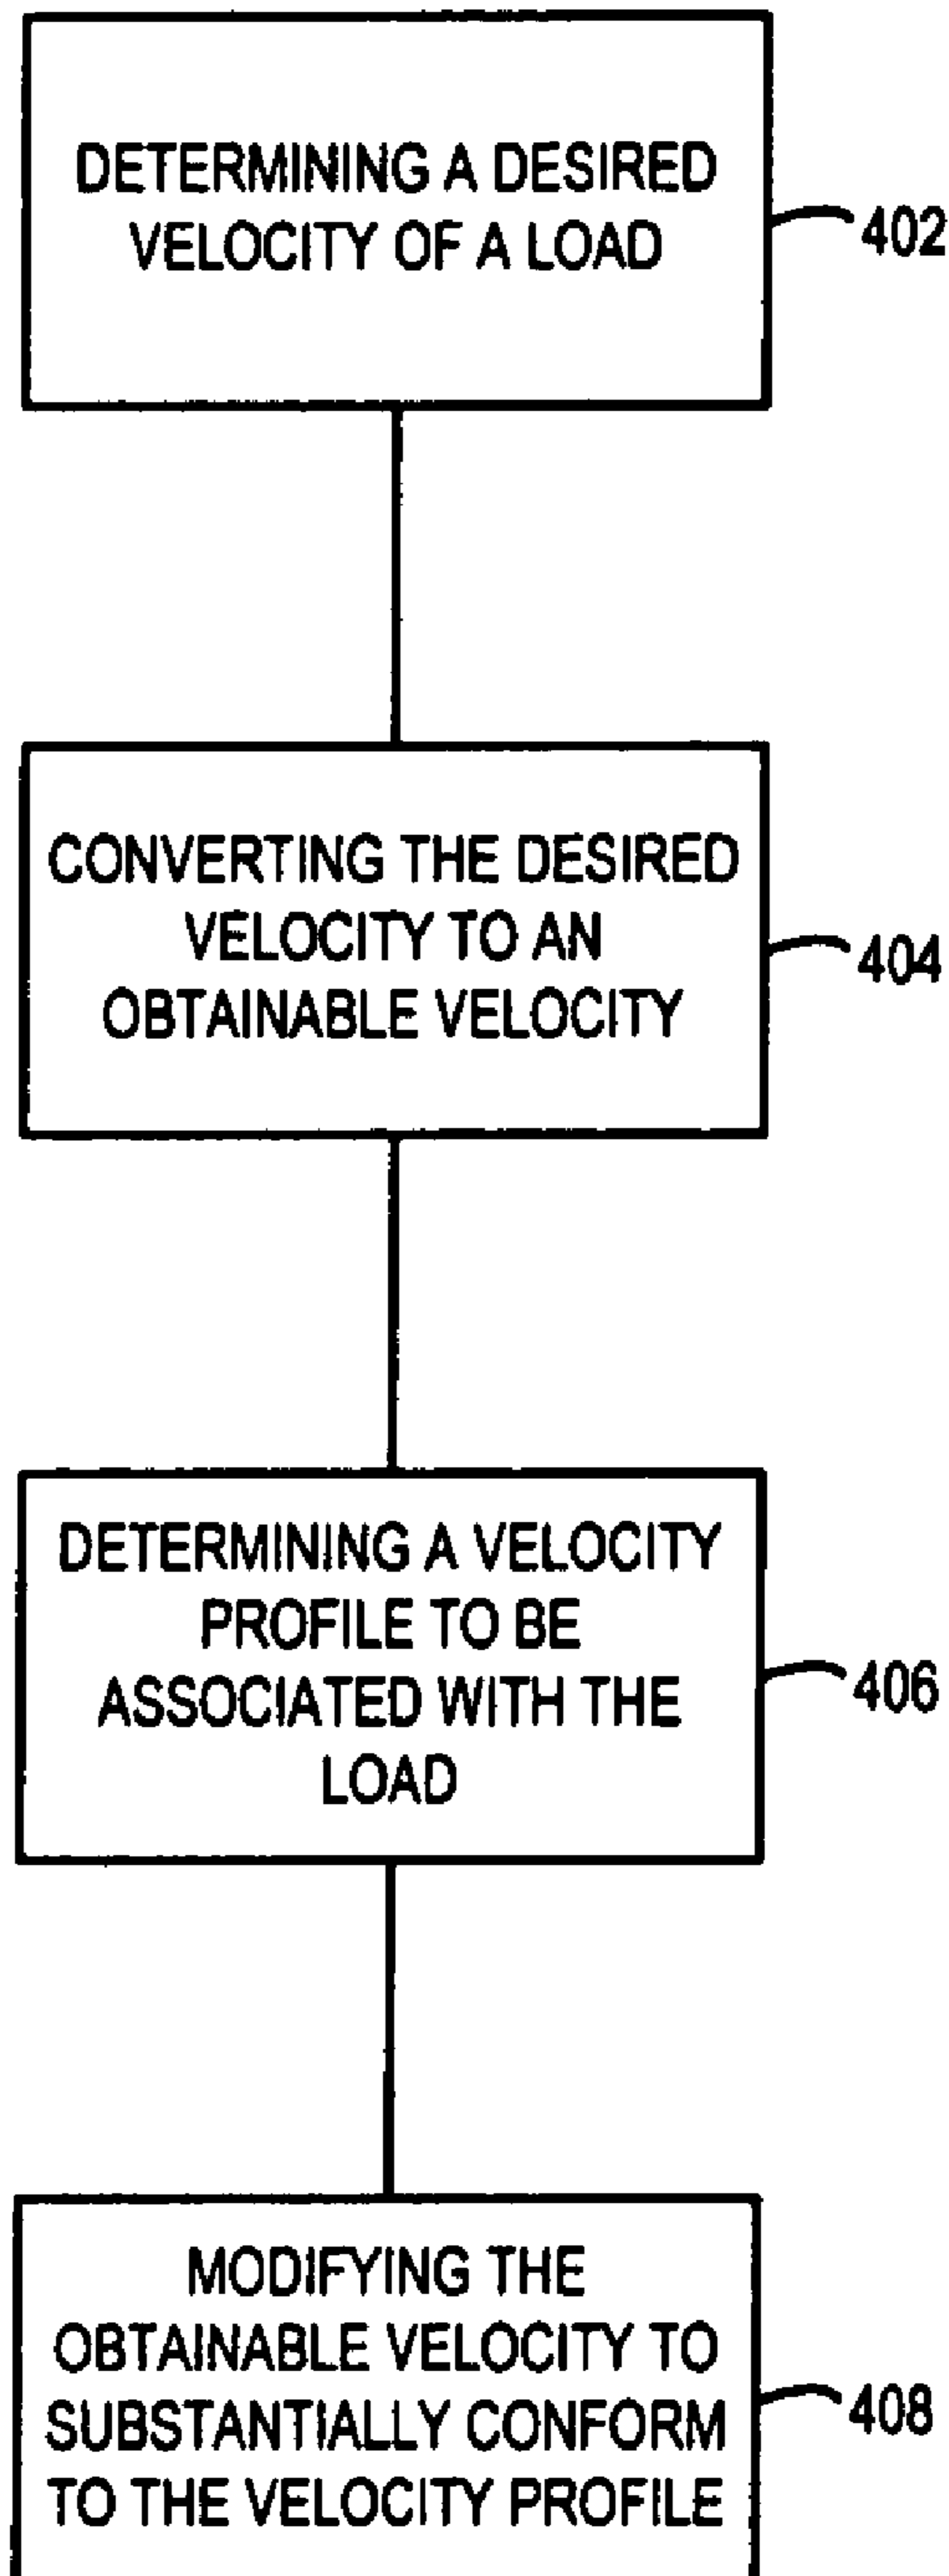 DETERMINING A DESIRED
VELOCITY OF A LOAD
402
CONVERTING THE DESIRED
VELOCITY TO AN
OBTAINABLE VELOCITY
404
DETERMINING A VELOCITY
PROFILE TO BE
ASSOCIATED WITH THE
LOAD
406
MODIFYING THE
OBTAINABLE VELOCITY TO
SUBSTANTIALLY CONFORM
TO THE VELOCITY PROFILE
408